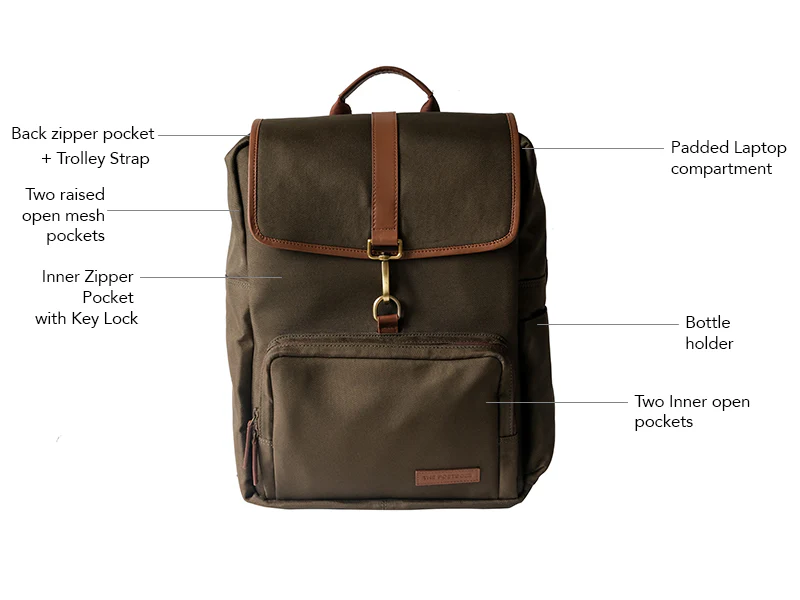 Back zipper pocket
+ Trolley Strap
Two raised
open mesh
pockets
Inner Zipper
Pocket
with Key Lock
Padded Laptop
compartment
Bottle
holder
Two Inner open
pockets